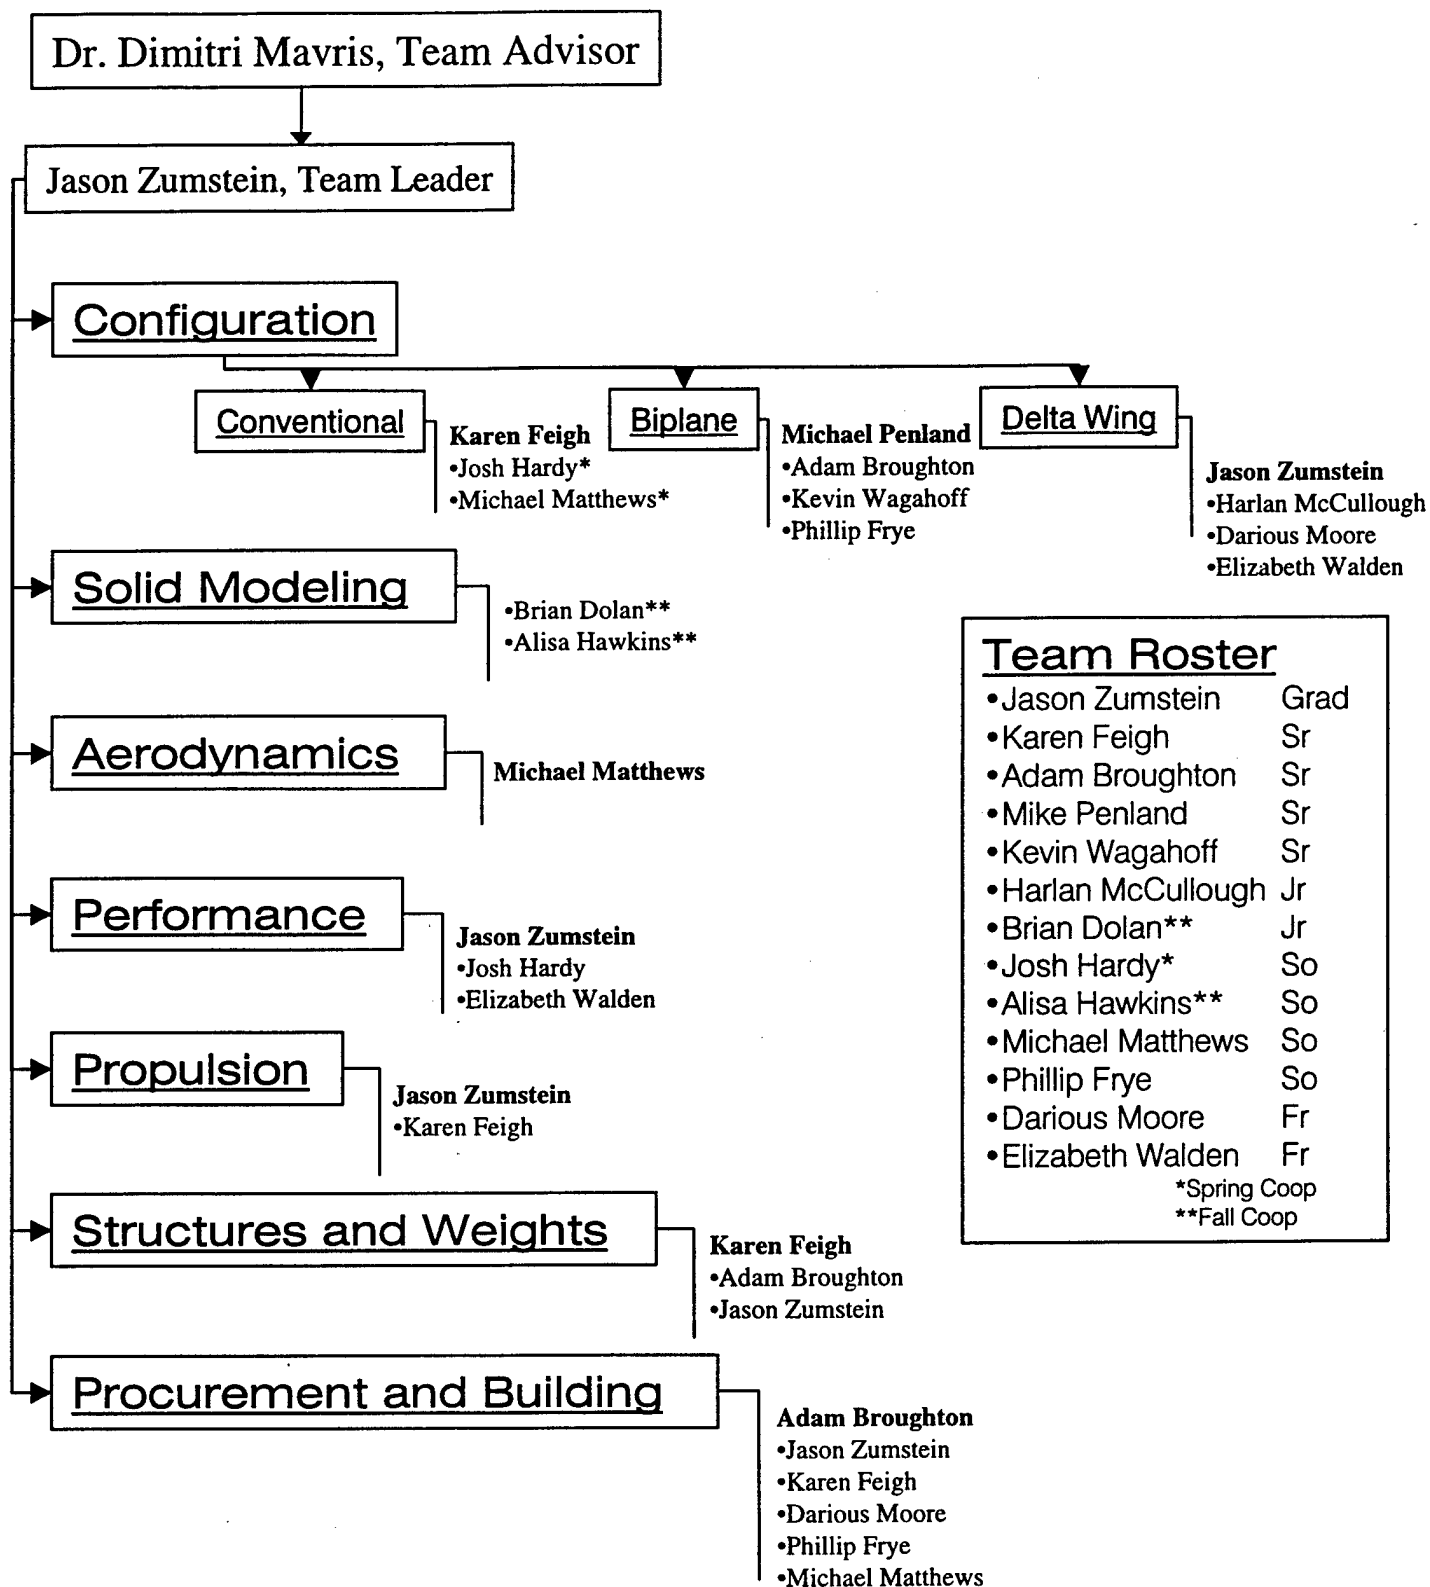 Dr. Dimitri Mavris, Team Advisor
Jason Zumstein, Team Leader
Configuration
Conventional
Karen Feigh
•Josh Hardy*
•Michael Matthews*
Biplane
Michael Penland
•Adam Broughton
•Kevin Wagahoff
•Phillip Frye
Delta Wing
Jason Zumstein
•Harlan McCullough
•Darious Moore
•Elizabeth Walden
Solid Modeling
•Brian Dolan**
•Alisa Hawkins**
Aerodynamics
Michael Matthews
Performance
Jason Zumstein
•Josh Hardy
•Elizabeth Walden
Propulsion
Jason Zumstein
•Karen Feigh
Structures and Weights
Karen Feigh
•Adam Broughton
•Jason Zumstein
Procurement and Building
Adam Broughton
•Jason Zumstein
•Karen Feigh
•Darious Moore
•Phillip Frye
•Michael Matthews
Team Roster
•Jason Zumstein Grad
•Karen Feigh Sr
•Adam Broughton Sr
•Mike Penland Sr
•Kevin Wagahoff Sr
•Harlan McCullough Jr
•Brian Dolan** Jr
•Josh Hardy* So
•Alisa Hawkins** So
•Michael Matthews So
•Phillip Frye So
•Darious Moore Fr
•Elizabeth Walden Fr
*Spring Coop
**Fall Coop